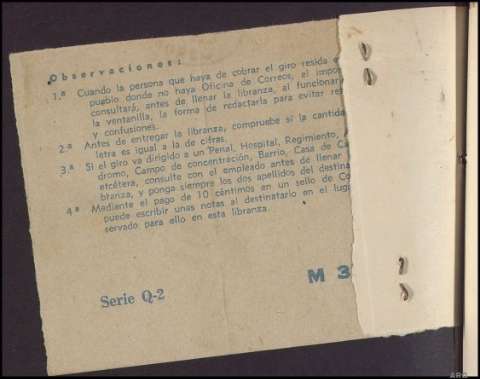 Observaciones:
1.ª Cuando la persona que haya de cobrar el giro resida e
pueblo donde no haya Oficina de Correos, el impo
consultará, antes de llenar la libranza, al funcionar
la ventanilla, la forma de redactarla para evitar re
y confusiones.
2.ª Antes de entregar la libranza, compruebe si la cantida
letra es igual a la de cifras.
3.ª Si el giro va dirigido a un Penal, Hospital, Regimiento,
dromo, Campo de concentración, Barrio, Casa de Ca
etcétera, consulte con el empleado antes de llenar
branza, y ponga siempre los dos apellidos del destina
4.ª Mediante el pago de 10 céntimos en un sello de Co
puede escribir unas notas al destinatario en el lug
servado para ello en esta libranza.
Serie Q-2
M 3
ARM